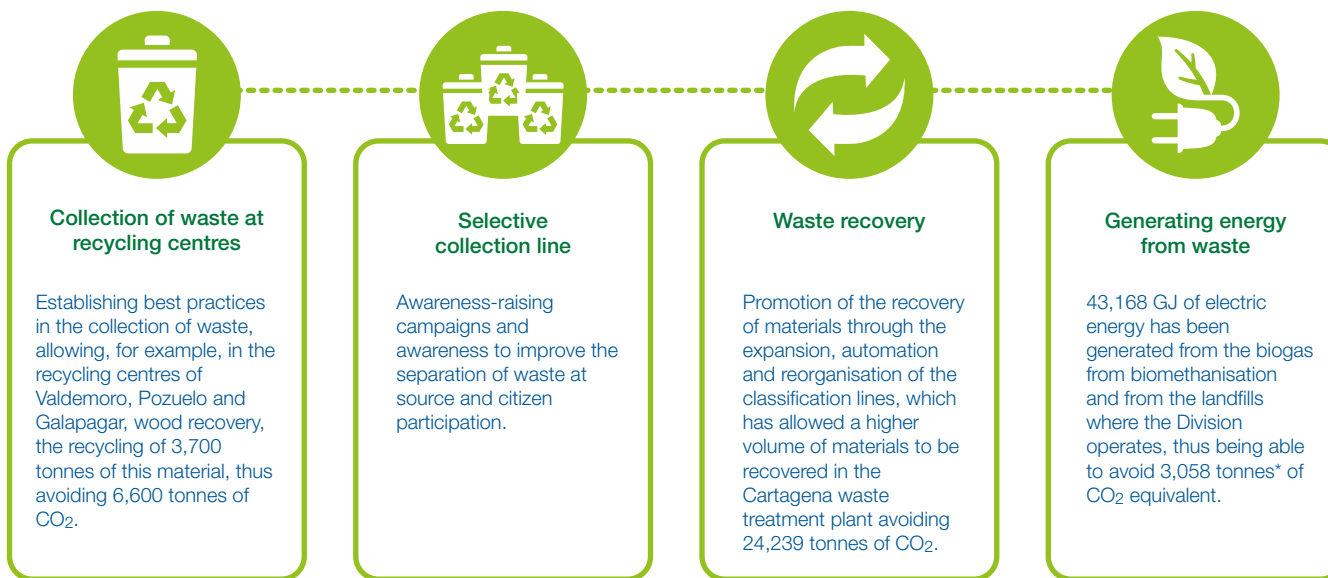 Collection of waste at
recycling centres
Establishing best practices
in the collection of waste,
allowing, for example, in the
recycling centres of
Valdemoro, Pozuelo and
Galapagar, wood recovery,
the recycling of 3,700
tonnes of this material, thus
avoiding 6,600 tonnes of
CO2.
Selective
collection line
Awareness-raising
campaigns and
awareness to improve the
separation of waste at
source and citizen
participation.
Waste recovery
Promotion of the recovery
of materials through the
expansion, automation
and reorganisation of the
classification lines, which
has allowed a higher
volume of materials to be
recovered in the
Cartagena waste
treatment plant avoiding
24,239 tonnes of CO2.
Generating energy
from waste
43,168 GJ of electric
energy has been
generated from the biogas
from biomethanisation
and from the landfills
where the Division
operates, thus being able
to avoid 3,058 tonnes* of
CO2 equivalent.